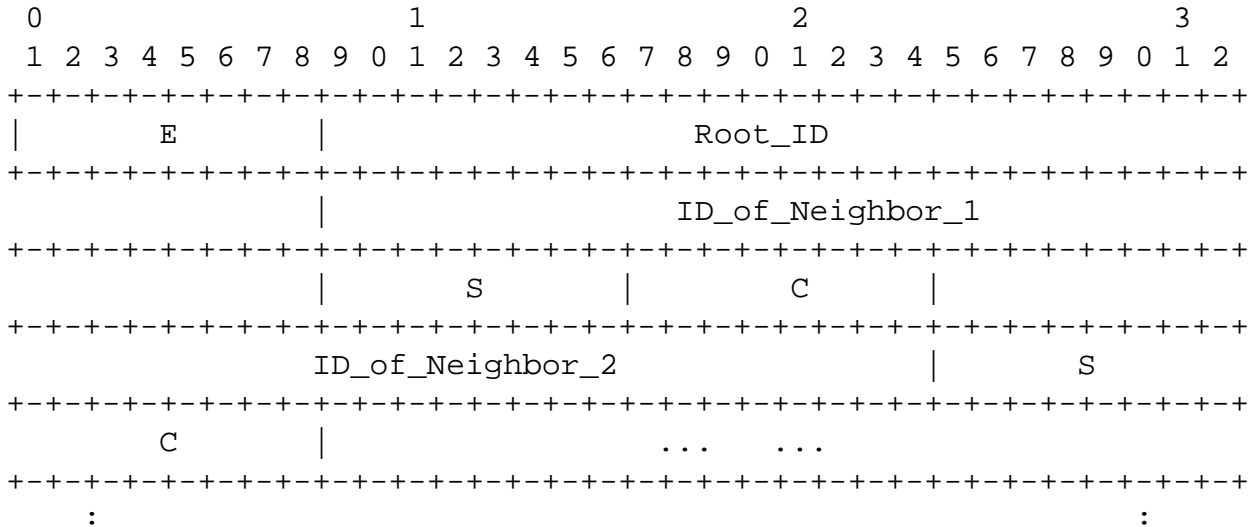 0                   1                   2                   3
1 2 3 4 5 6 7 8 9 0 1 2 3 4 5 6 7 8 9 0 1 2 3 4 5 6 7 8 9 0 1 2
+-+-+-+-+-+-+-+-+-+-+-+-+-+-+-+-+-+-+-+-+-+-+-+-+-+-+-+-+-+-+-+-+
|       E       |                   Root_ID
+-+-+-+-+-+-+-+-+-+-+-+-+-+-+-+-+-+-+-+-+-+-+-+-+-+-+-+-+-+-+-+-+
                |                  ID_of_Neighbor_1
+-+-+-+-+-+-+-+-+-+-+-+-+-+-+-+-+-+-+-+-+-+-+-+-+-+-+-+-+-+-+-+-+
                |       S       |        C      |
+-+-+-+-+-+-+-+-+-+-+-+-+-+-+-+-+-+-+-+-+-+-+-+-+-+-+-+-+-+-+-+-+
                ID_of_Neighbor_2                |       S
+-+-+-+-+-+-+-+-+-+-+-+-+-+-+-+-+-+-+-+-+-+-+-+-+-+-+-+-+-+-+-+-+
        C       |                 ...  ...
+-+-+-+-+-+-+-+-+-+-+-+-+-+-+-+-+-+-+-+-+-+-+-+-+-+-+-+-+-+-+-+-+
    :                                                      :